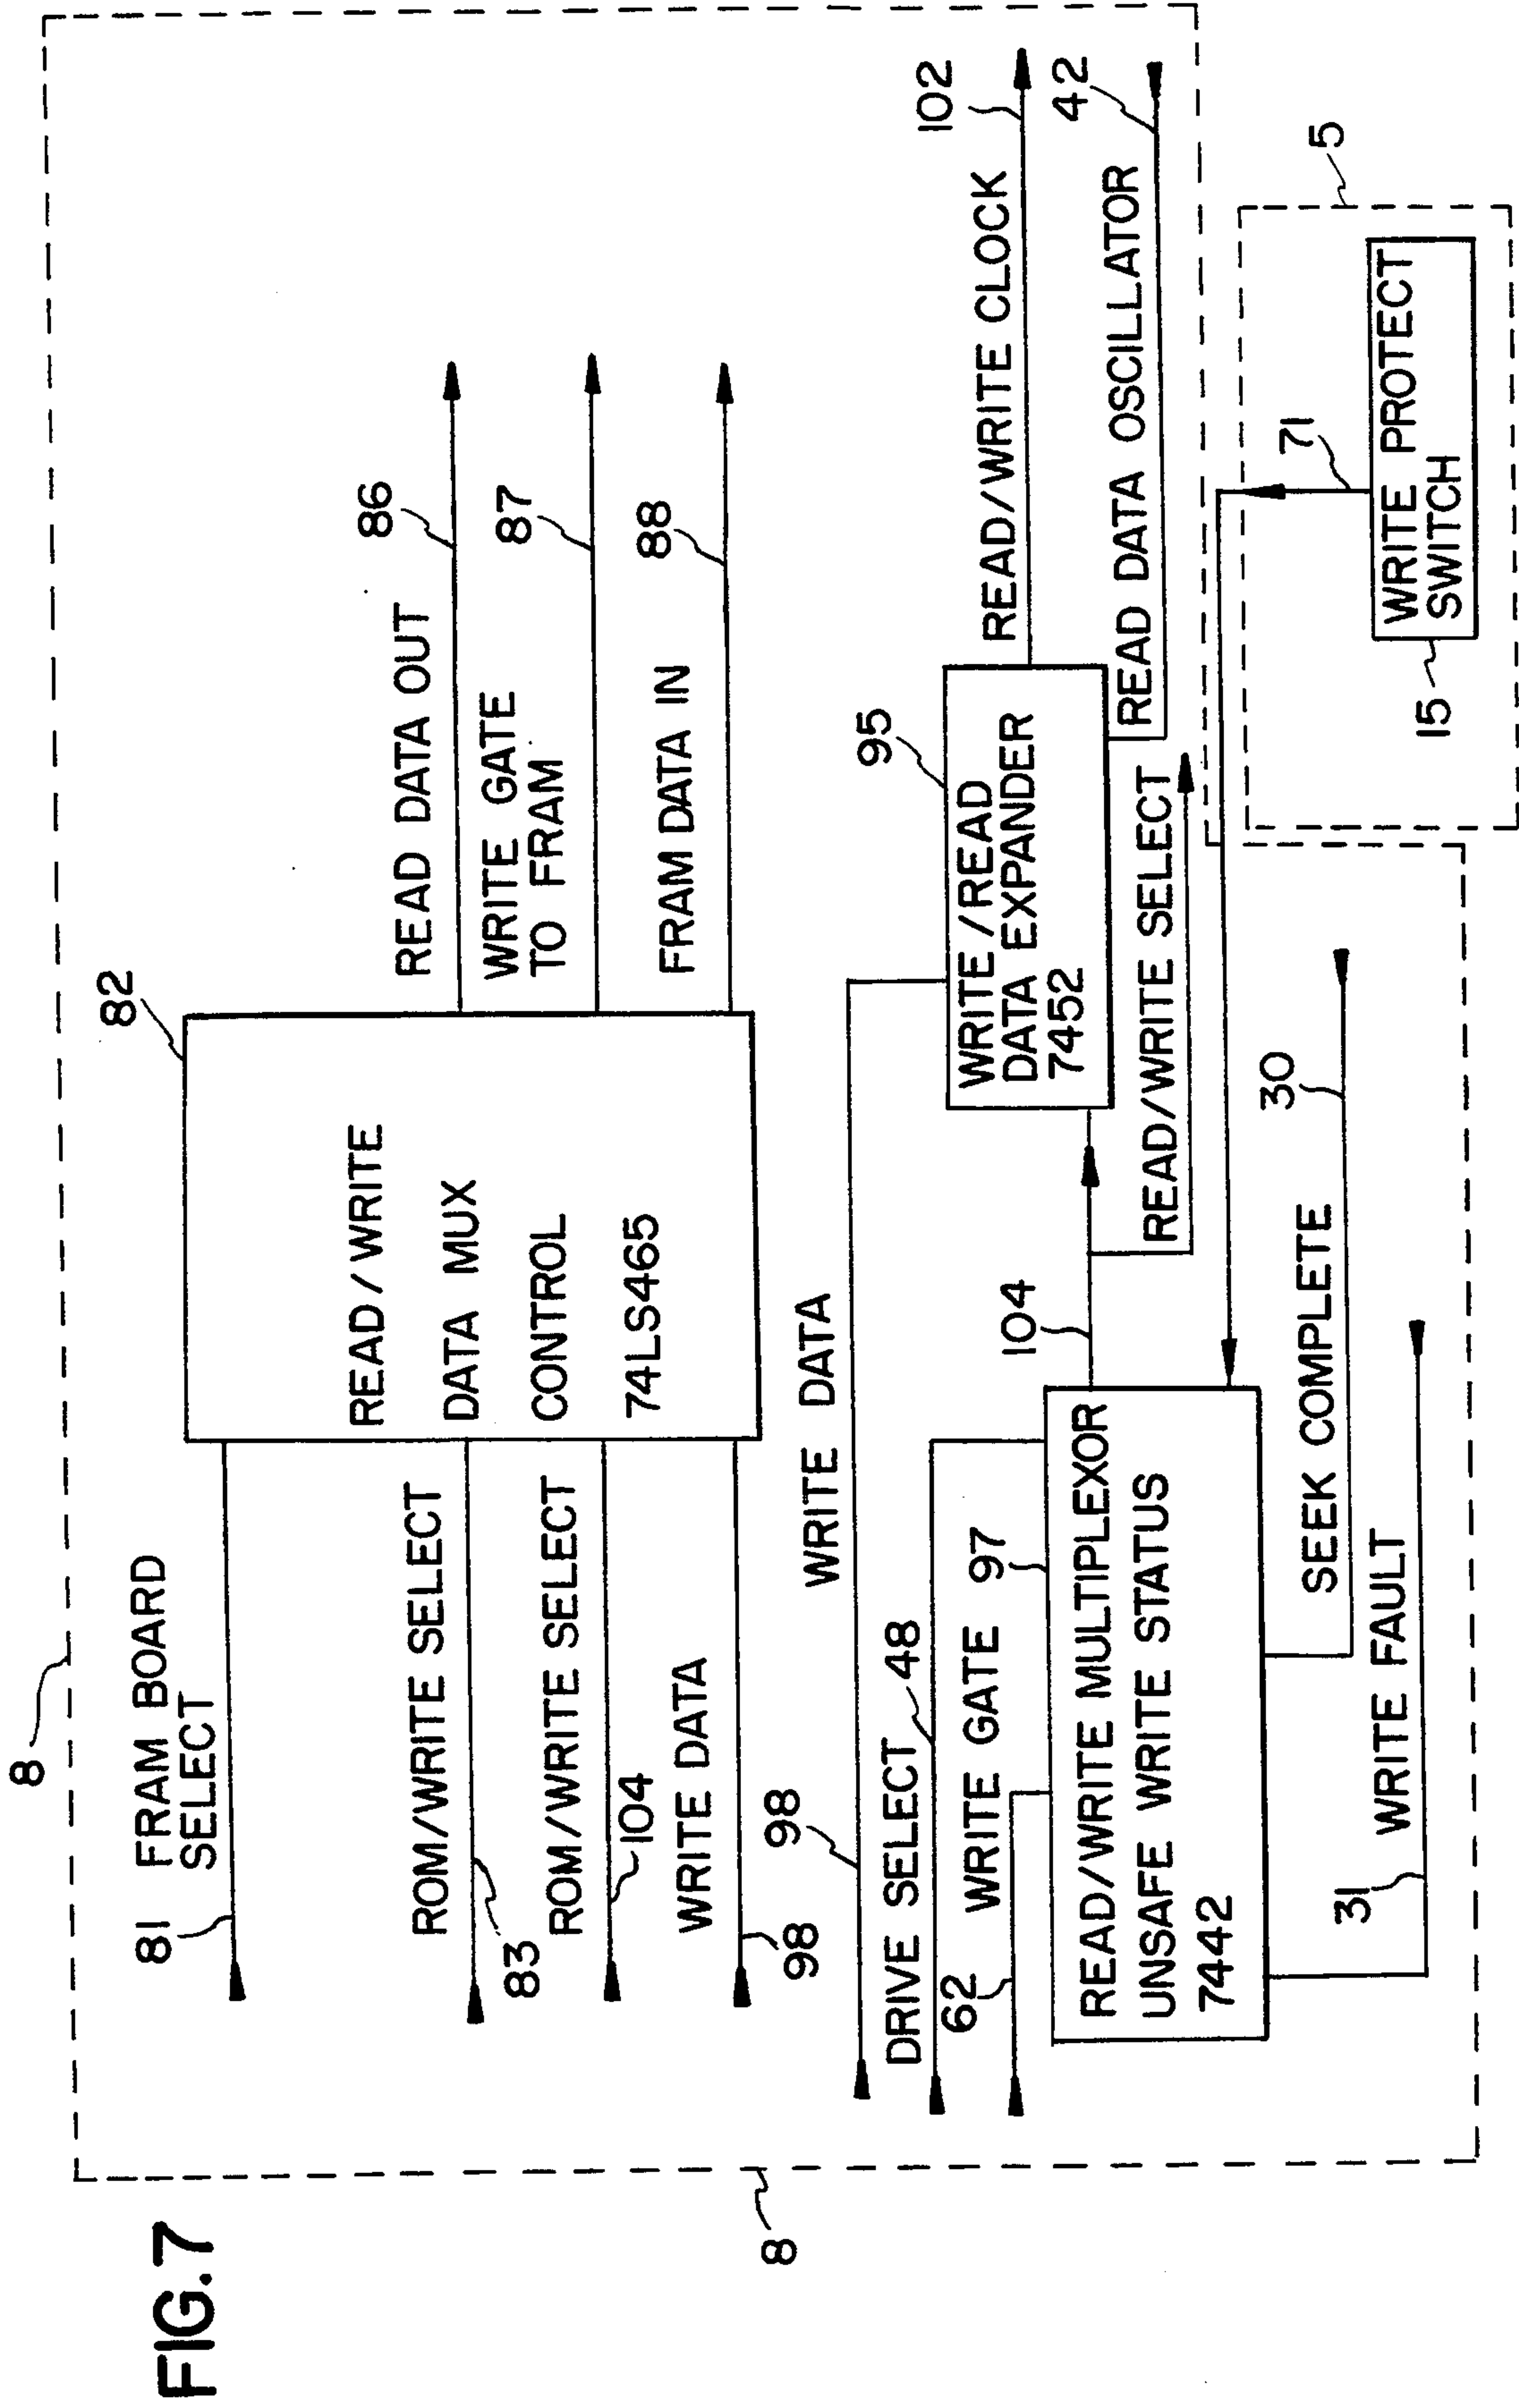 FIG.7
8
8
81
FRAM BOARD
SELECT
ROM/WRITE SELECT
83
ROM/WRITE SELECT
104
WRITE DATA
98
82
READ/WRITE
DATA MUX
CONTROL
74LS465
READ DATA OUT
86
WRITE GATE
TO FRAM
87
FRAM DATA IN
88
98
WRITE DATA
DRIVE SELECT
48
62
WRITE GATE
97
READ/WRITE MULTIPLEXOR
UNSAFE WRITE STATUS
7442
104
95
WRITE/READ
DATA EXPANDER
7452
READ/WRITE CLOCK
102
READ DATA OSCILLATOR
42
READ/WRITE SELECT
SEEK COMPLETE
30
31
WRITE FAULT
71
5
15
WRITE PROTECT
SWITCH